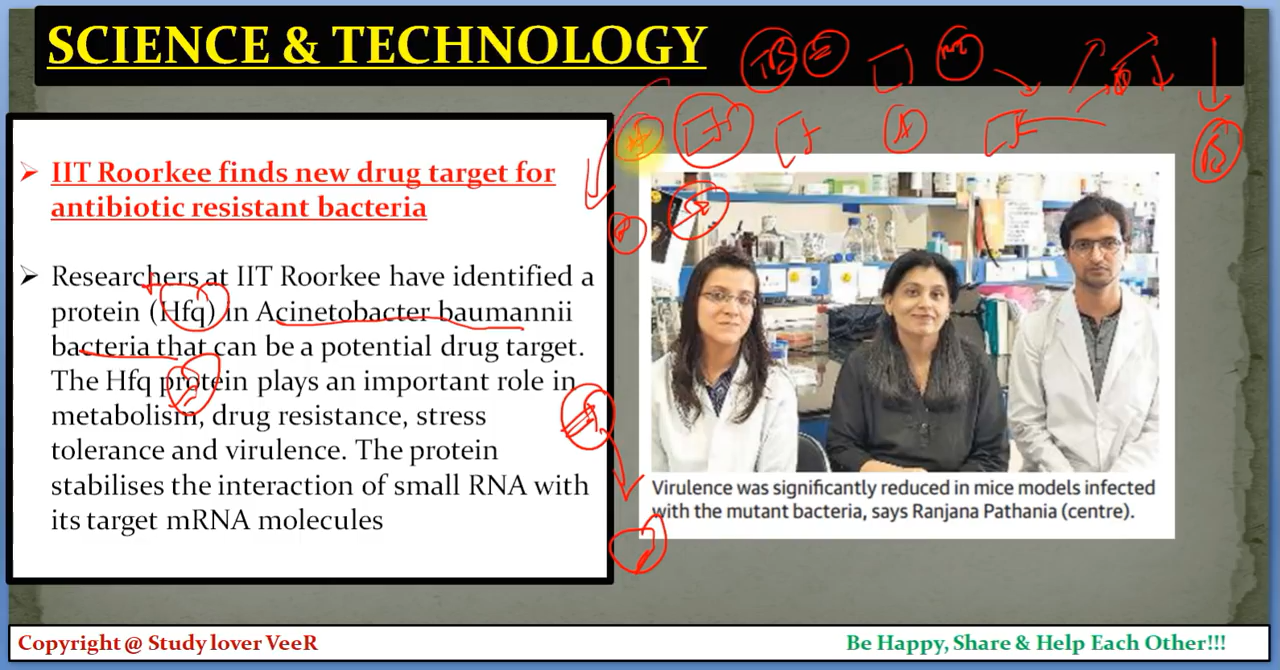 SCIENCE & TECHNOLOGY
TB
IIT Roorkee finds new drug target for
antibiotic resistant bacteria
Researchers at IIT Roorkee have identified a
protein (Hfq) in Acinetobacter baumannii
bacteria that can be a potential drug target.
The Hfq protein plays an important role in
metabolism, drug resistance, stress
tolerance and virulence. The protein
stabilises the interaction of small RNA with
its target mRNA molecules
Virulence was significantly reduced in mice models infected
with the mutant bacteria, says Ranjana Pathania (centre).
Copyright @ Study lover VeeR
Be Happy, Share & Help Each Other!!!